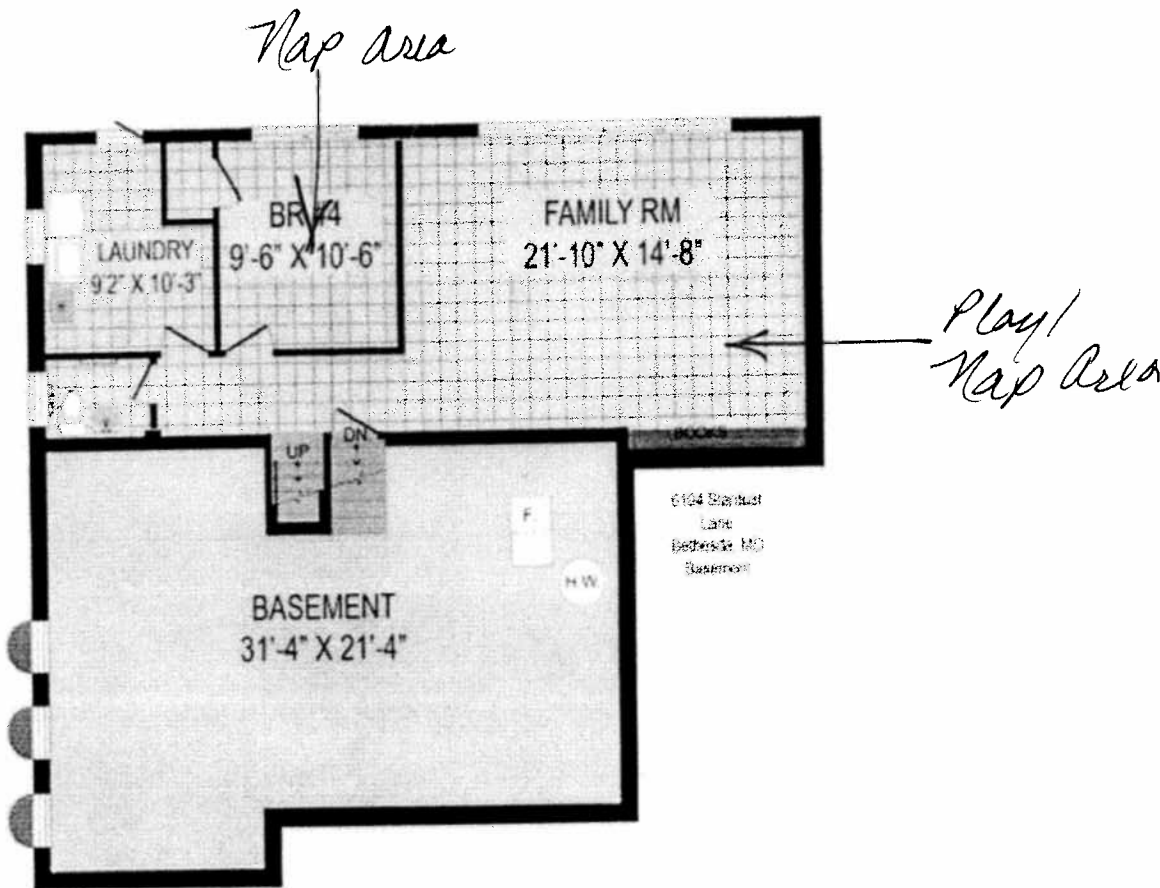 Nap Area
BR #4
9'-6" X 10'-6"
FAMILY RM
21'-10" X 14'-8"
LAUNDRY
9'2" X 10'-3"
Play/
Nap Area
BOOKS
UP
DN
F.
H.W.
Lane
Bethesda, MD
Basement
BASEMENT
31'-4" X 21'-4"